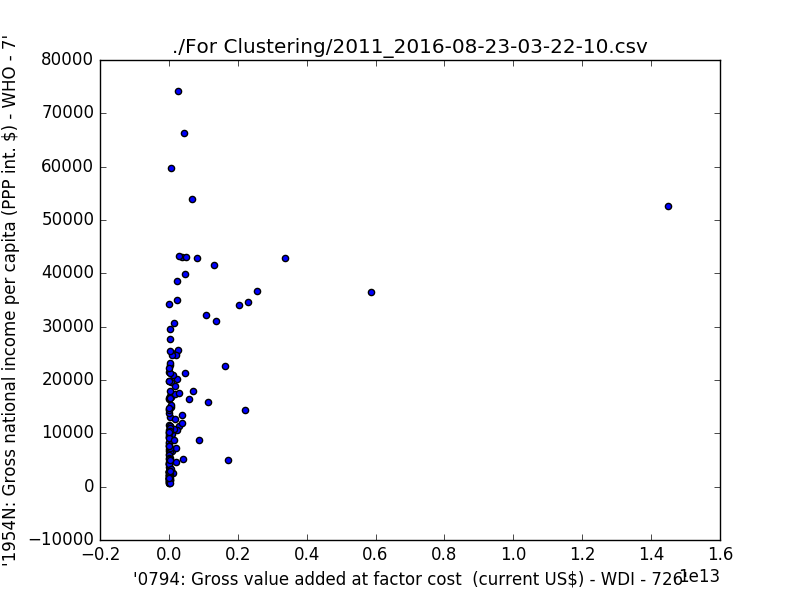 ./For Clustering/2011_2016-08-23-03-22-10.csv
'1954N: Gross national income per capita (PPP int. $) - WHO - 7'
80000
70000
60000
50000
40000
30000
20000
10000
0
−10000
−0.2 0.0 0.2 0.4 0.6 0.8 1.0 1.2 1.4 1.6
1e13
'0794: Gross value added at factor cost (current US$) - WDI - 726'